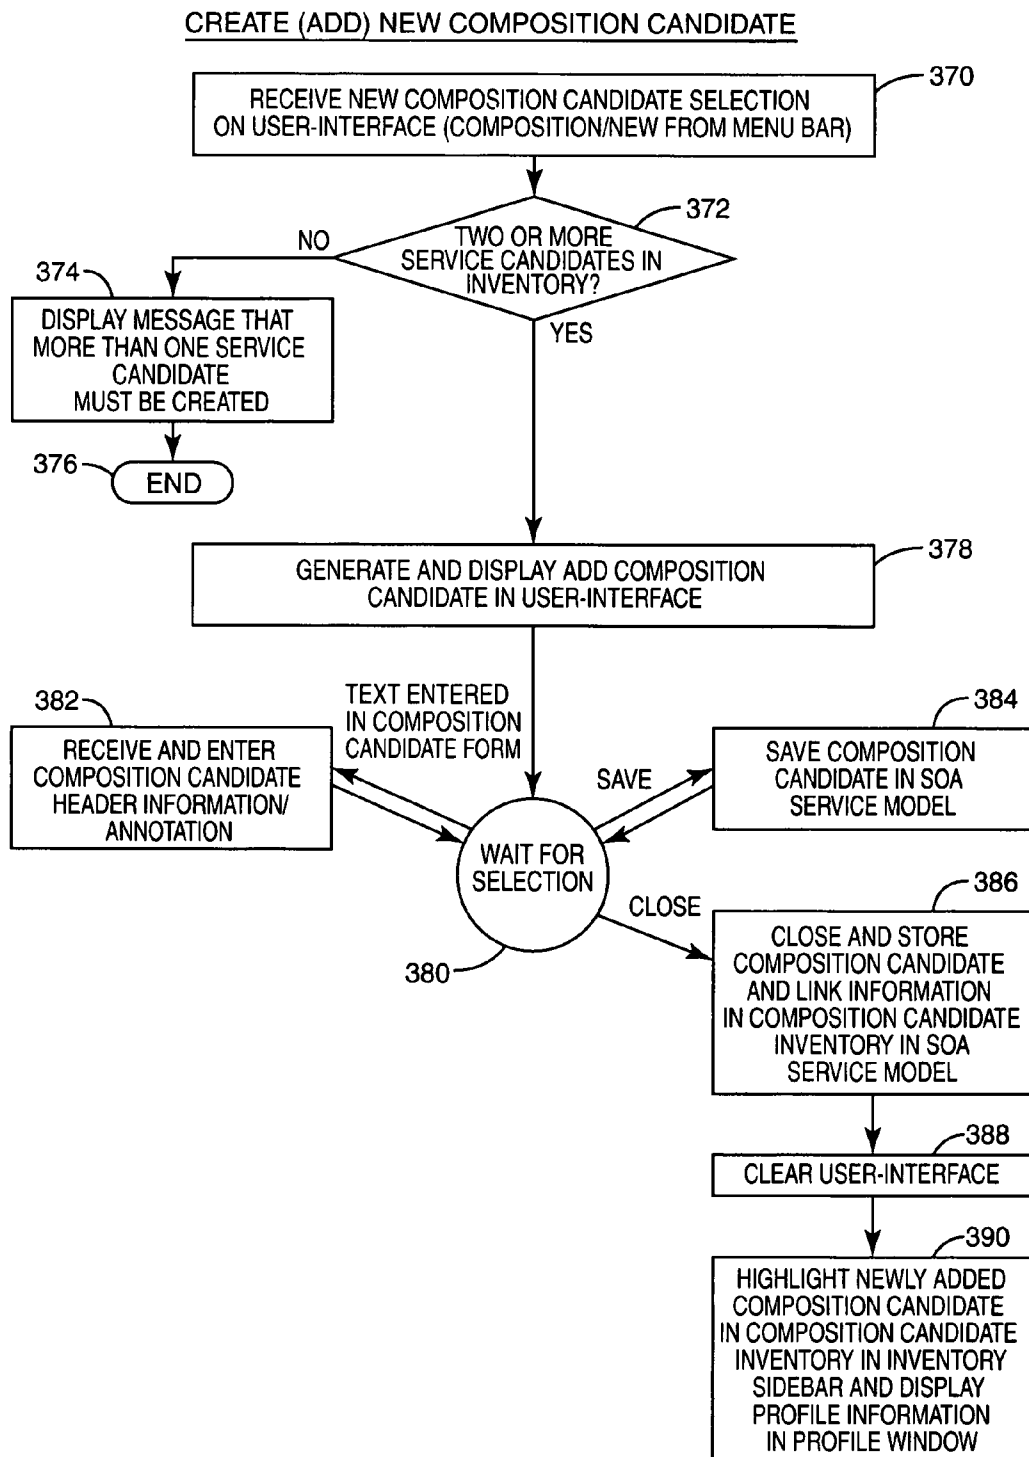 CREATE (ADD) NEW COMPOSITION CANDIDATE
370
RECEIVE NEW COMPOSITION CANDIDATE SELECTION
ON USER-INTERFACE (COMPOSITION/NEW FROM MENU BAR)
372
TWO OR MORE
SERVICE CANDIDATES IN
INVENTORY?
NO
YES
374
DISPLAY MESSAGE THAT
MORE THAN ONE SERVICE
CANDIDATE
MUST BE CREATED
376
END
378
GENERATE AND DISPLAY ADD COMPOSITION
CANDIDATE IN USER-INTERFACE
382
RECEIVE AND ENTER
COMPOSITION CANDIDATE
HEADER INFORMATION/
ANNOTATION
TEXT ENTERED
IN COMPOSITION
CANDIDATE FORM
SAVE
384
SAVE COMPOSITION
CANDIDATE IN SOA
SERVICE MODEL
WAIT FOR
SELECTION
380
CLOSE
386
CLOSE AND STORE
COMPOSITION CANDIDATE
AND LINK INFORMATION
IN COMPOSITION CANDIDATE
INVENTORY IN SOA
SERVICE MODEL
388
CLEAR USER-INTERFACE
390
HIGHLIGHT NEWLY ADDED
COMPOSITION CANDIDATE
IN COMPOSITION CANDIDATE
INVENTORY IN INVENTORY
SIDEBAR AND DISPLAY
PROFILE INFORMATION
IN PROFILE WINDOW